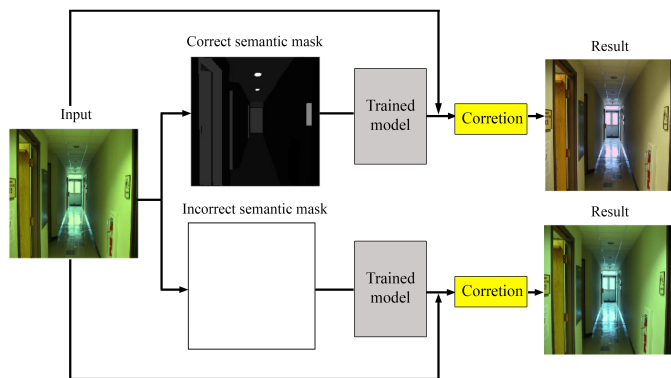 Correct semantic mask
Result
Input
Trained
model
Corretion
Incorrect semantic mask
Result
Trained
model
Corretion